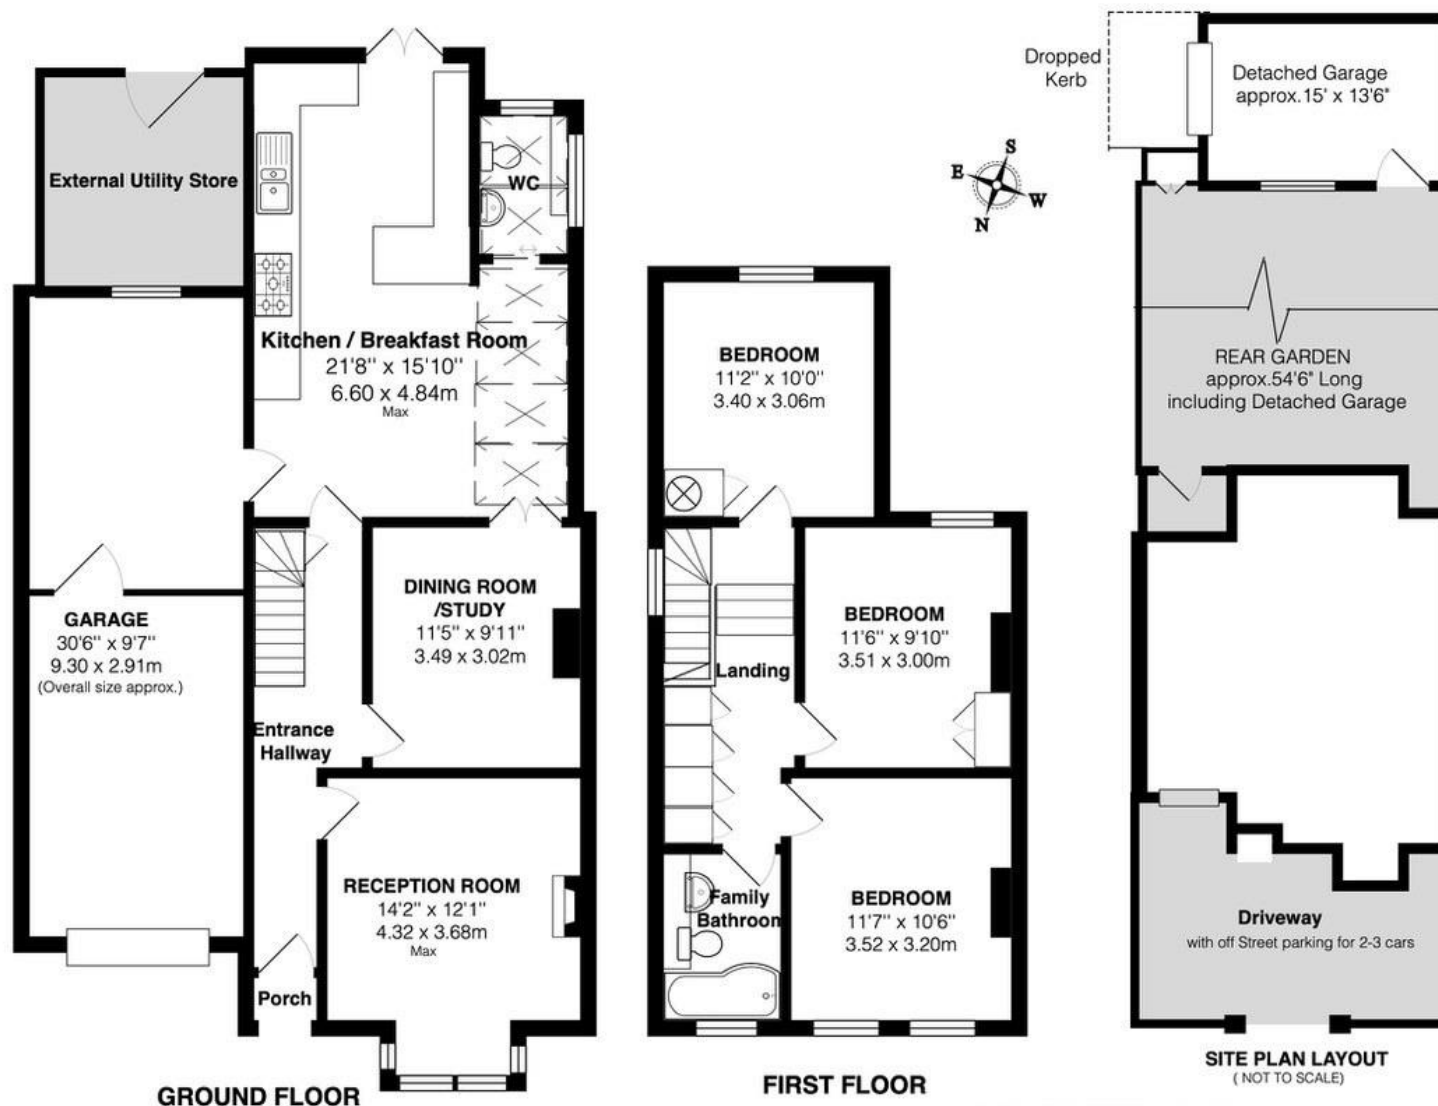 External Utility Store
WC
Kitchen / Breakfast Room
21'8" x 15'10"
6.60 x 4.84m
Max
GARAGE
30'6" x 9'7"
9.30 x 2.91m
(Overall size approx.)
DINING ROOM
/STUDY
11'5" x 9'11"
3.49 x 3.02m
Entrance
Hallway
RECEPTION ROOM
14'2" x 12'1"
4.32 x 3.68m
Max
Porch
GROUND FLOOR
S
E
W
N
BEDROOM
11'2" x 10'0"
3.40 x 3.06m
BEDROOM
11'6" x 9'10"
3.51 x 3.00m
Landing
Family
Bathroom
BEDROOM
11'7" x 10'6"
3.52 x 3.20m
FIRST FLOOR
Dropped
Kerb
Detached Garage
approx.15' x 13'6"
REAR GARDEN
approx.54'6" Long
including Detached Garage
Driveway
with off Street parking for 2-3 cars
SITE PLAN LAYOUT
( NOT TO SCALE)